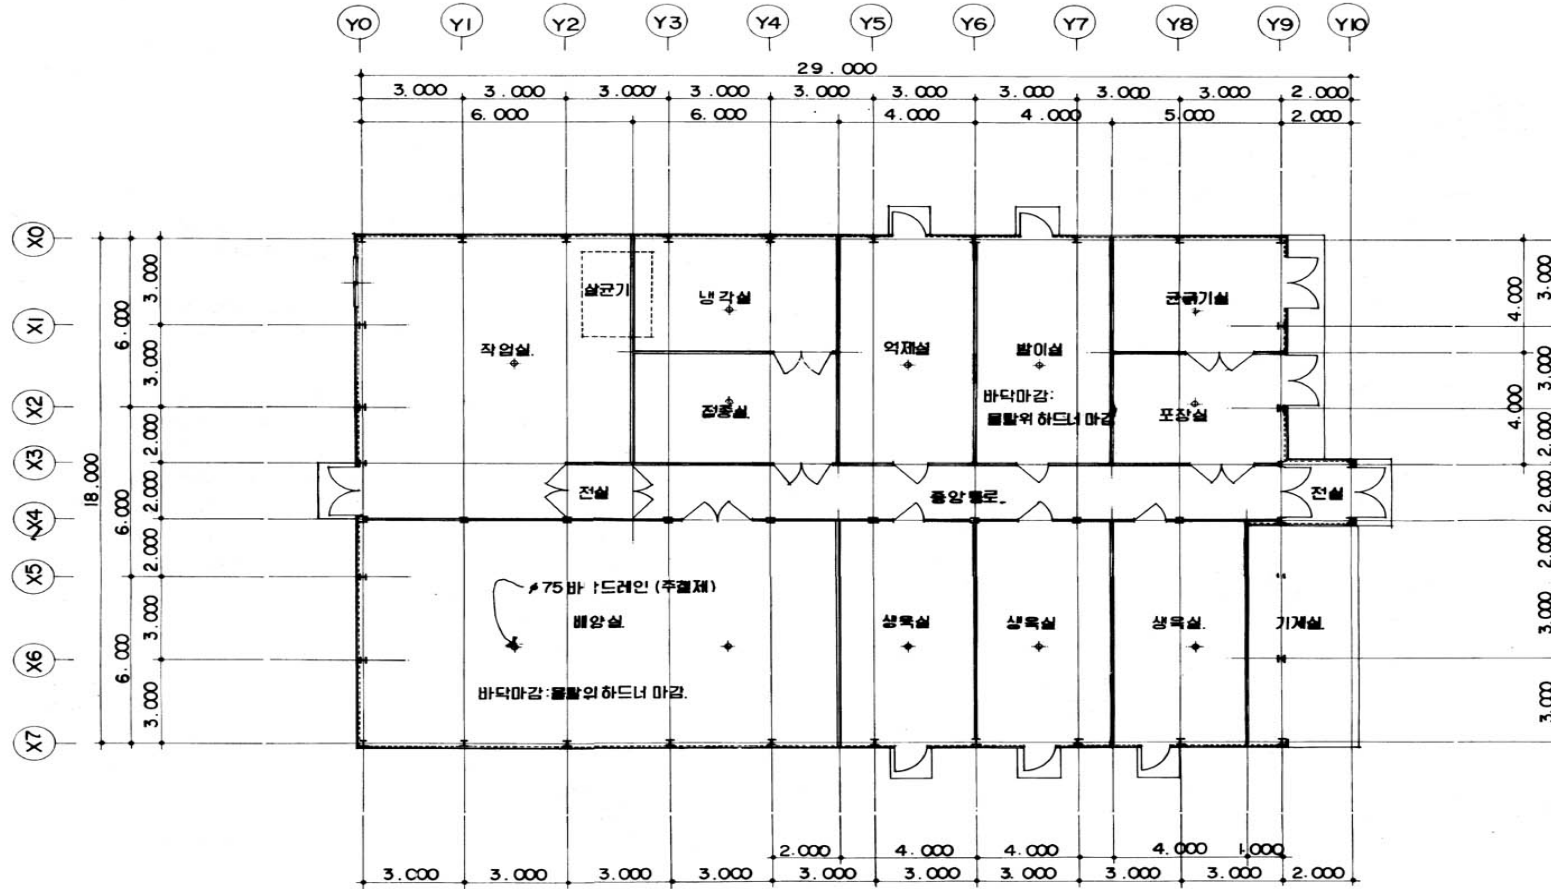 Y0 Y1 Y2 Y3 Y4 Y5 Y6 Y7 Y8 Y9 Y10
29.000
3.000 3.000 3.000 3.000 3.000 3.000 3.000 3.000 3.000 2.000
6.000 6.000 4.000 4.000 5.000 2.000
X0
X1
X2
X3
X4
X5
X6
X7
18.000
6.000
6.000
6.000
3.000
3.000
2.000
2.000
2.000
3.000
3.000
살균기
냉각실
작업실.
접종실.
억제실
발이실
바닥마감:
몰탈위 하드너 마감
균긁기실
포장실
전실
중앙통로.
전실
ø75 바닥드레인 (주철제)
배양실.
바닥마감:몰탈위 하드너 마감.
생육실
생육실
생육실.
기계실.
4.000
4.000
3.000
3.000
2.000
2.000
2.000
3.000
3.000
2.000 4.000 4.000 4.000 1.000
3.000 3.000 3.000 3.000 3.000 3.000 3.000 3.000 3.000 2.000